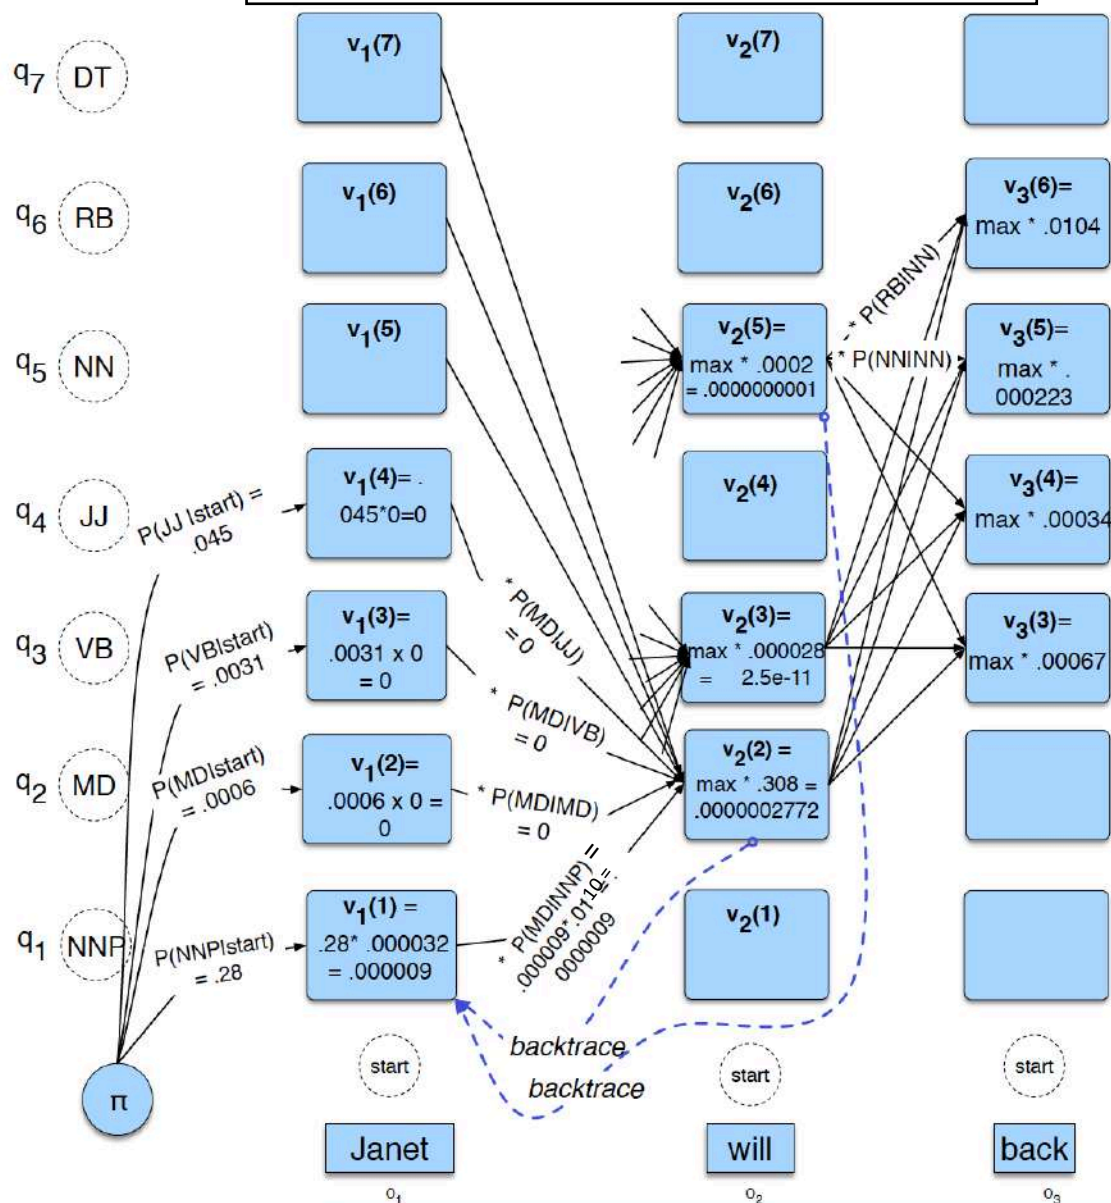 q7 DT
v1(7)
v2(7)
q6 RB
v1(6)
v2(6)
v3(6)=
max * .0104
* P(RB|NN)
q5 NN
v1(5)
v2(5)=
max * .0002
= .0000000001
* P(NN|NN)
v3(5)=
max * .
000223
q4 JJ
P(JJ |start) =
.045
v1(4)= .
045*0=0
* P(MD|JJ)
= 0
v2(4)
v3(4)=
max * .00034
q3 VB
P(VB|start)
= .0031
v1(3)=
.0031 x 0
= 0
* P(MD|VB)
= 0
v2(3)=
max * .000028
= 2.5e-11
v3(3)=
max * .00067
q2 MD
P(MD|start)
= .0006
v1(2)=
.0006 x 0 =
0
* P(MD|MD)
= 0
v2(2) =
max * .308 =
.0000002772
q1 NNP
P(NNP|start)
= .28
v1(1) =
.28* .000032
= .000009
* P(MD|NNP) =
.000009*.0110 =
.0000009
v2(1)
backtrace
backtrace
π
start
start
start
Janet
will
back
o1
o2
o3